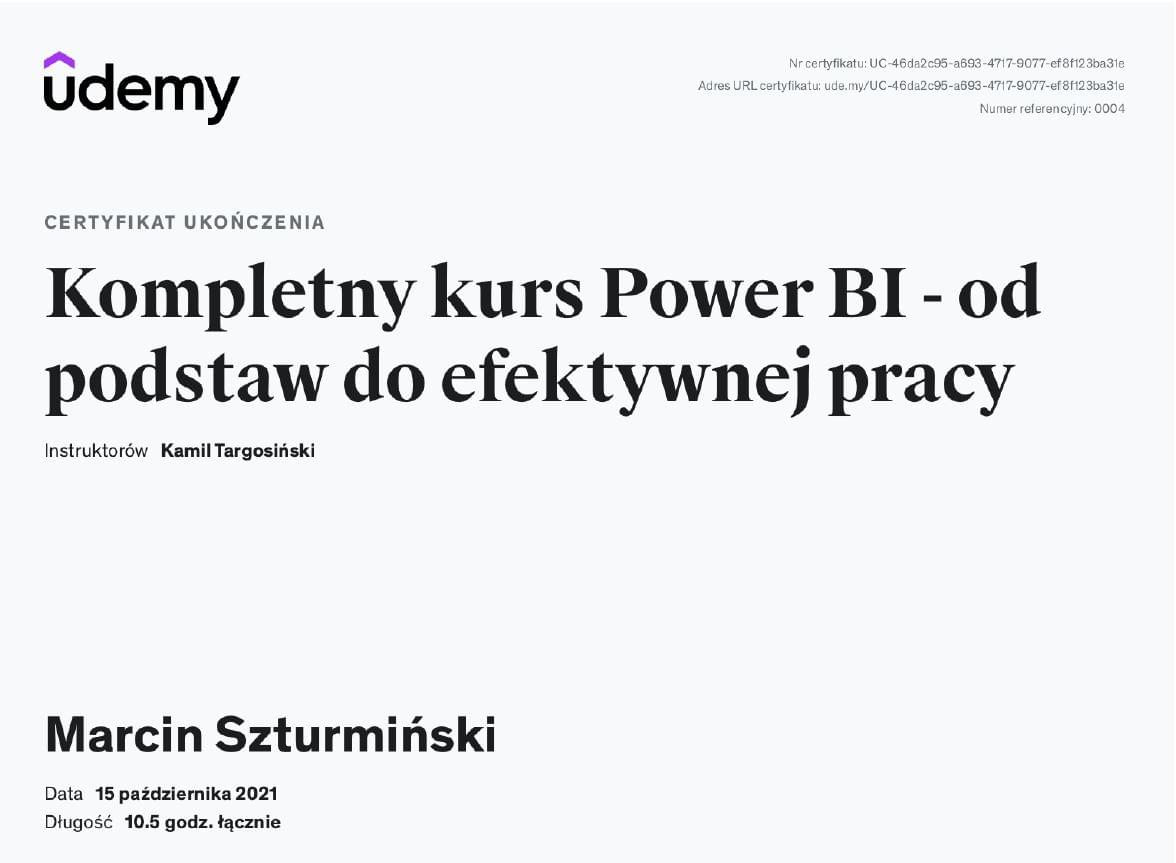 udemy
Nr certyfikatu: UC-46da2c95-a693-4717-9077-ef8f123ba31e
Adres URL certyfikatu: ude.my/UC-46da2c95-a693-4717-9077-ef8f123ba31e
Numer referencyjny: 0004
CERTYFIKAT UKOŃCZENIA
Kompletny kurs Power BI - od
podstaw do efektywnej pracy
Instruktorów Kamil Targosiński
Marcin Szturmiński
Data 15 października 2021
Długość 10.5 godz. łącznie